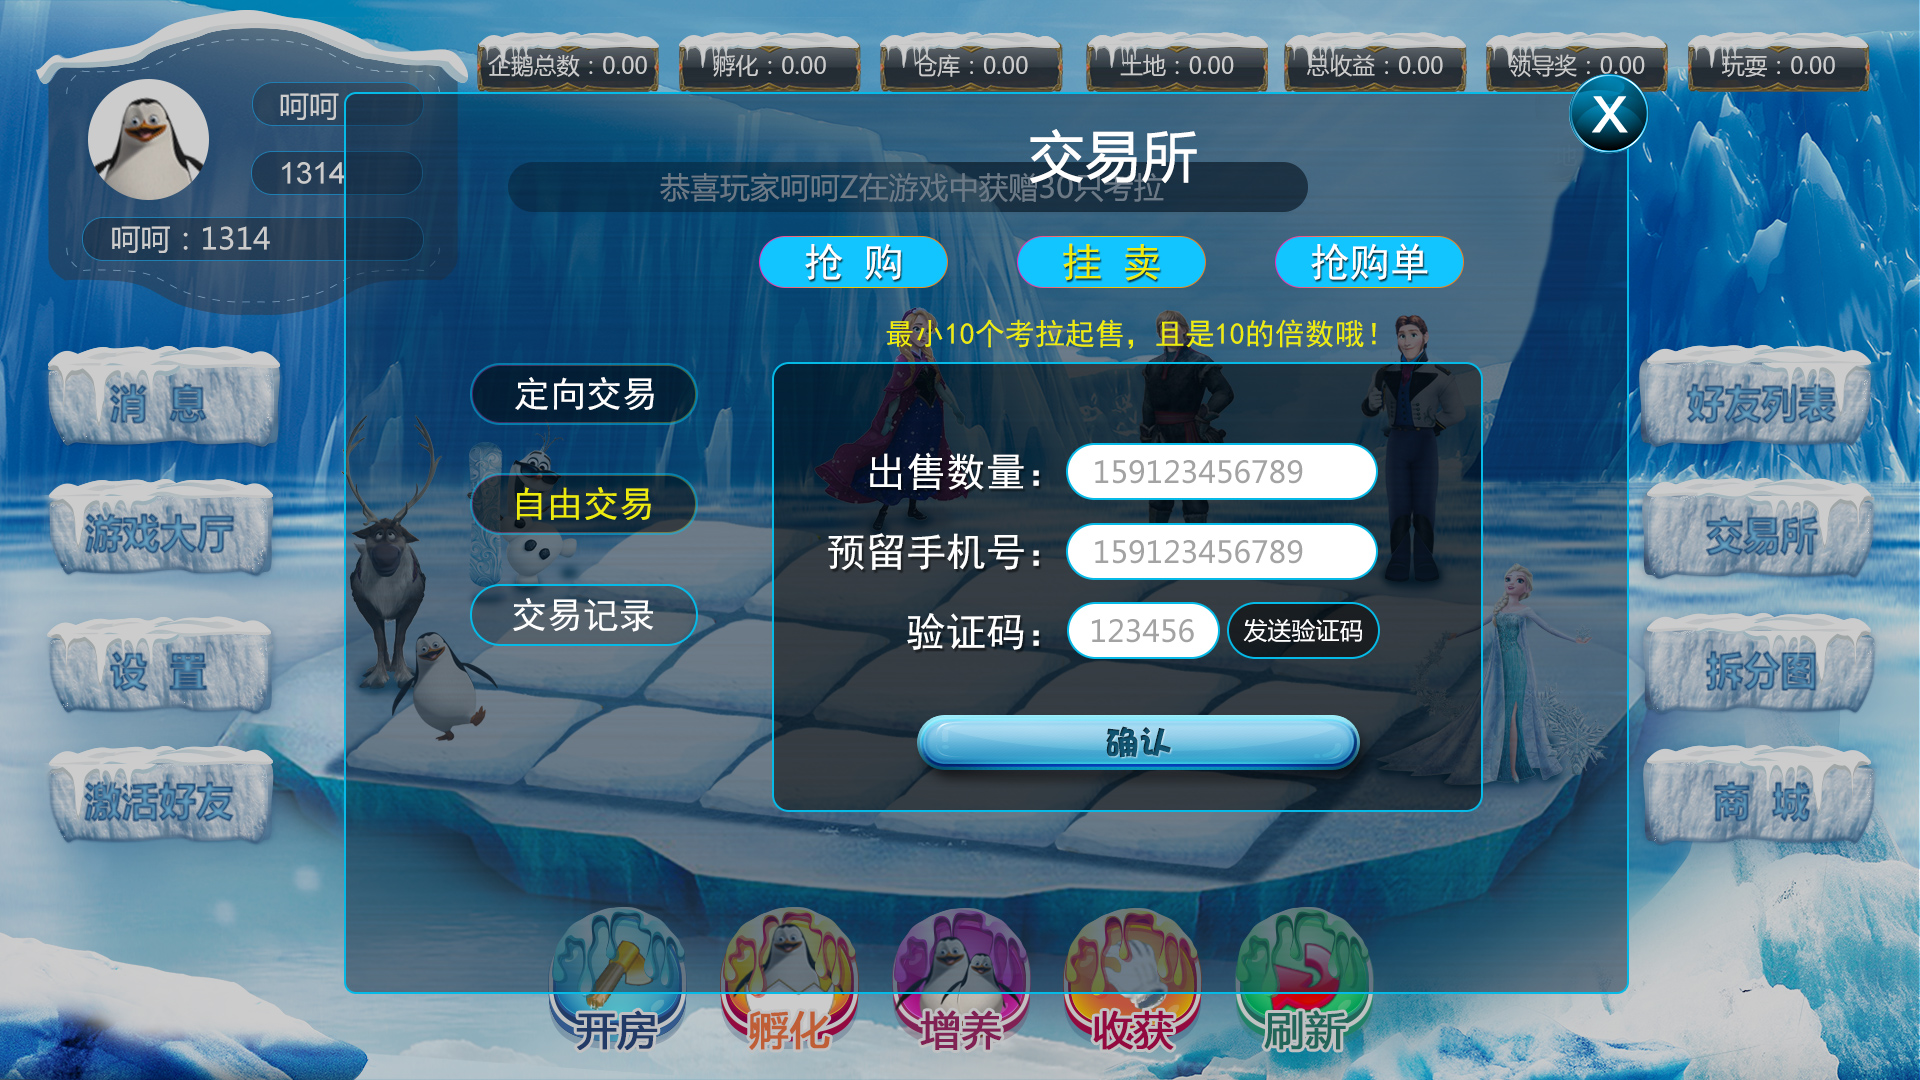 企鹅总数：0.00
孵化：0.00
仓库：0.00
土地：0.00
总收益：0.00
领导奖：0.00
玩耍：0.00
呵呵
1314
呵呵：1314
X
交易所
恭喜玩家呵呵Z在游戏中获赠30只考拉
抢 购
挂 卖
抢购单
最小10个考拉起售，且是10的倍数哦！
定向交易
自由交易
交易记录
出售数量：
159123456789
预留手机号：
159123456789
验证码：
123456
发送验证码
确认
消 息
游戏大厅
设 置
激活好友
好友列表
交易所
拆分图
商 城
开房
孵化
增养
收获
刷新